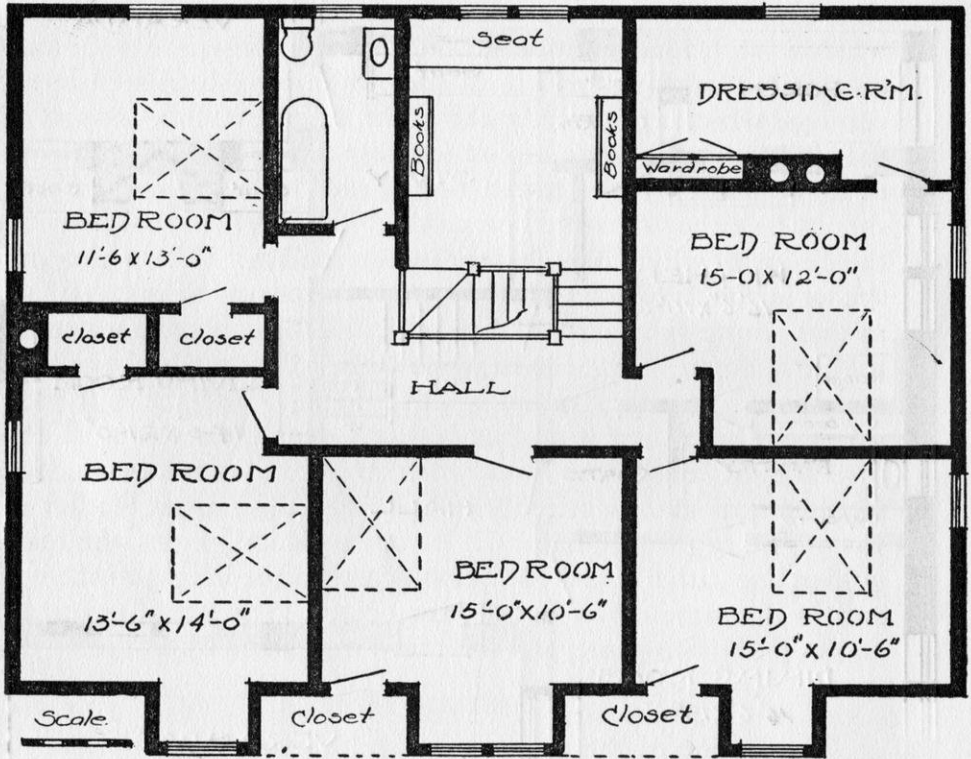 Seat
DRESSING R'M.
Books
Books
Wardrobe
BED ROOM
11'-6 x 13'-0"
BED ROOM
15-0 x 12'-0"
closet
closet
HALL
BED ROOM
13'-6" x 14'-0"
BED ROOM
15'-0" x 10'-6"
BED ROOM
15'-0" x 10'-6"
Scale
Closet
Closet